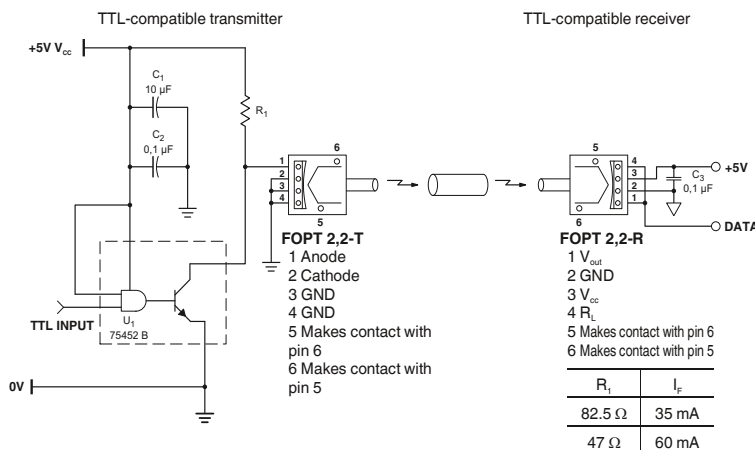 TTL-compatible transmitter
TTL-compatible receiver
+5V Vcc
C1
10 µF
R1
C2
0,1 µF
6
1
2
3
4
5
5
4
3
2
1
6
+5V
C3
0,1 µF
DATA
TTL INPUT
U1
75452 B
0V
FOPT 2,2-T
1 Anode
2 Cathode
3 GND
4 GND
5 Makes contact with
pin 6
6 Makes contact with
pin 5
FOPT 2,2-R
1 Vout
2 GND
3 Vcc
4 RL
5 Makes contact with pin 6
6 Makes contact with pin 5
R1 IF
82.5 Ω 35 mA
47 Ω 60 mA